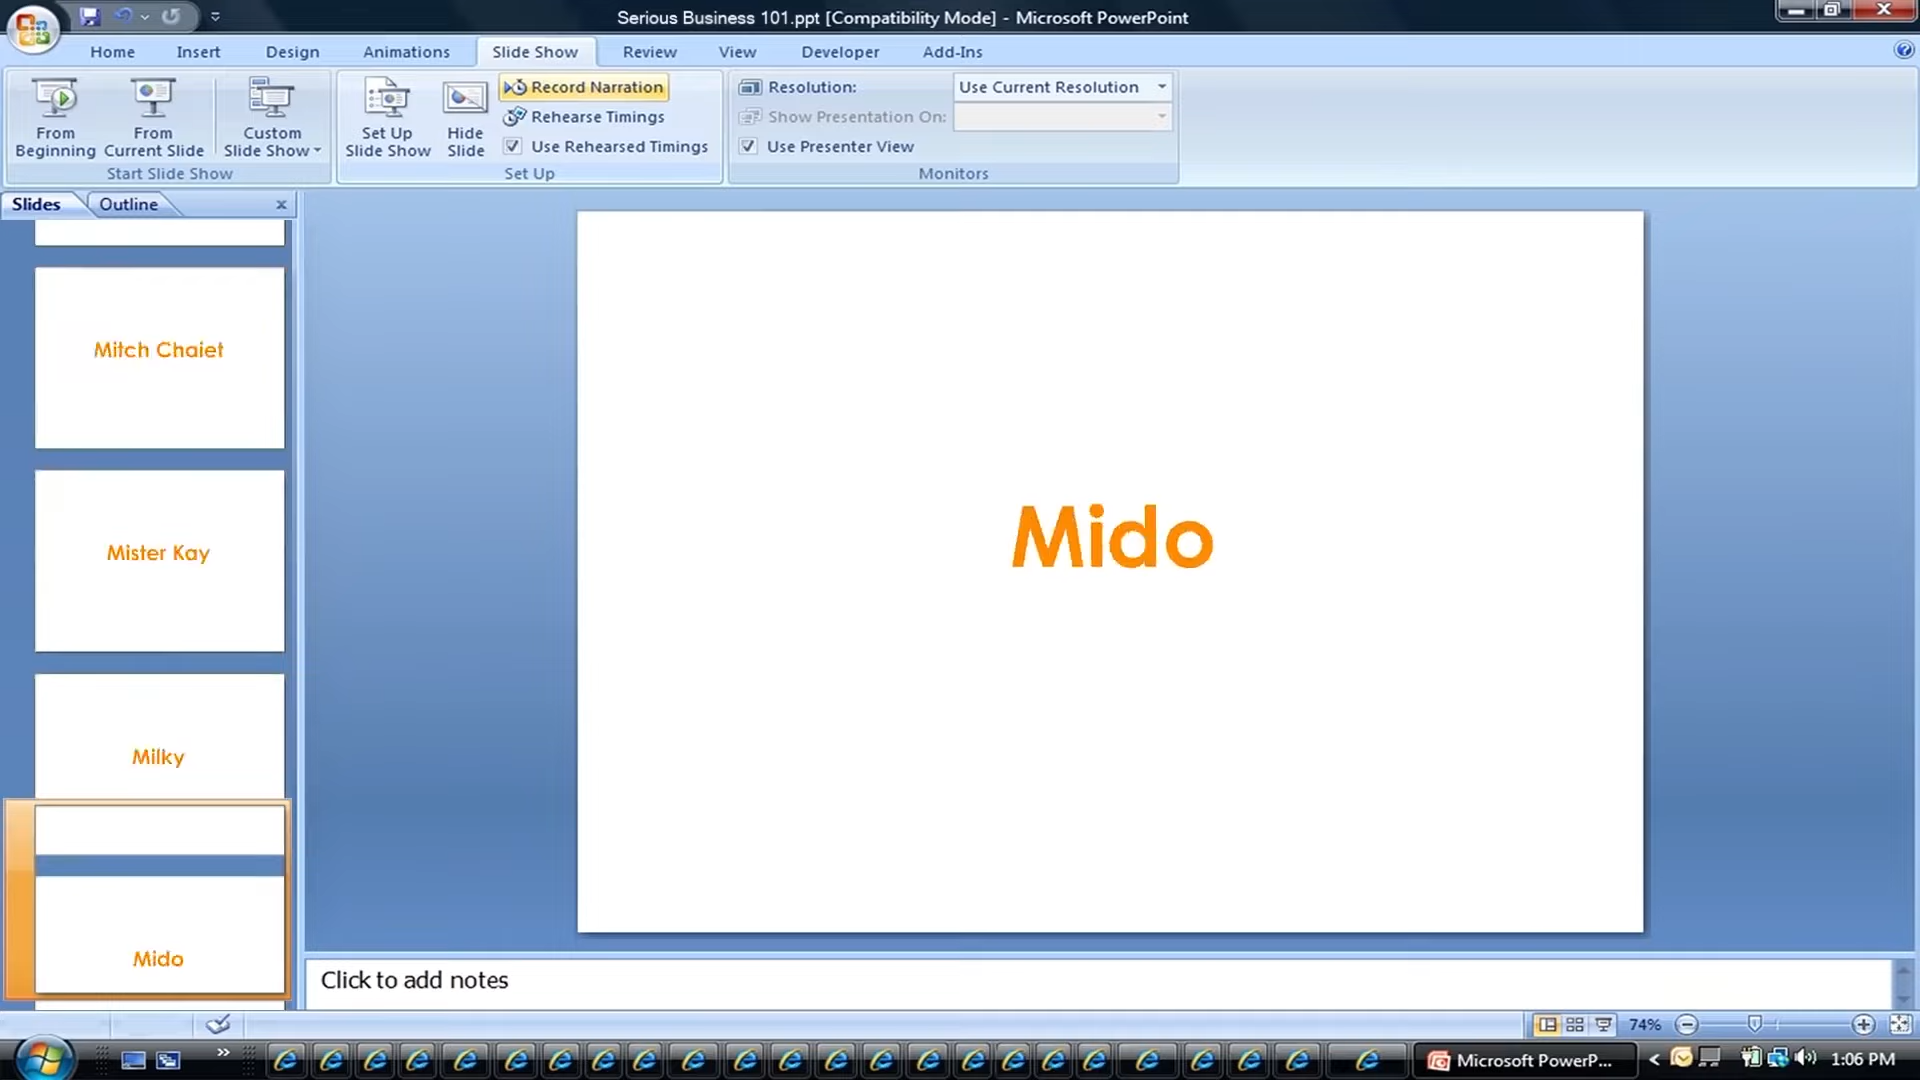 Serious Business 101.ppt [Compatibility Mode] - Microsoft PowerPoint
Home Insert Design Animations Slide Show Review View Developer Add-Ins
From Beginning
From Current Slide
Custom Slide Show
Start Slide Show
Set Up Slide Show
Hide Slide
Record Narration
Rehearse Timings
Use Rehearsed Timings
Set Up
Resolution: Use Current Resolution
Show Presentation On:
Use Presenter View
Monitors
Slides Outline
Mitch Chaiet
Mister Kay
Milky
Mido
Mido
Click to add notes
74%
Microsoft PowerP...
1:06 PM